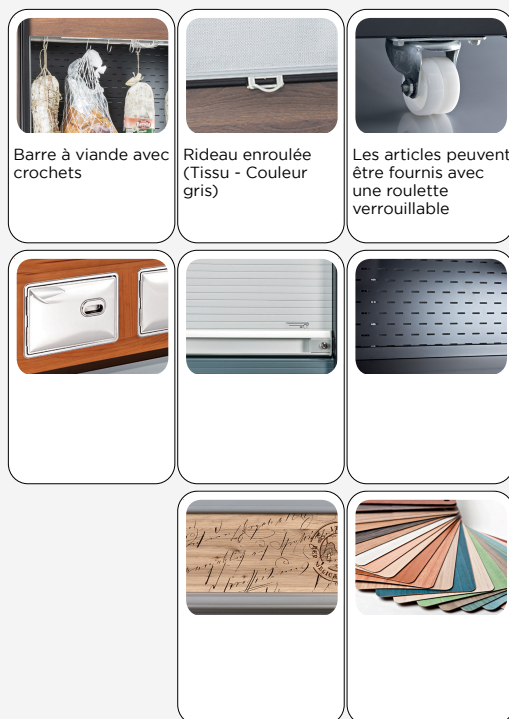 Barre à viande avec
crochets
Rideau enroulée
(Tissu - Couleur
gris)
Les articles peuvent
être fournis avec
une roulette
verrouillable